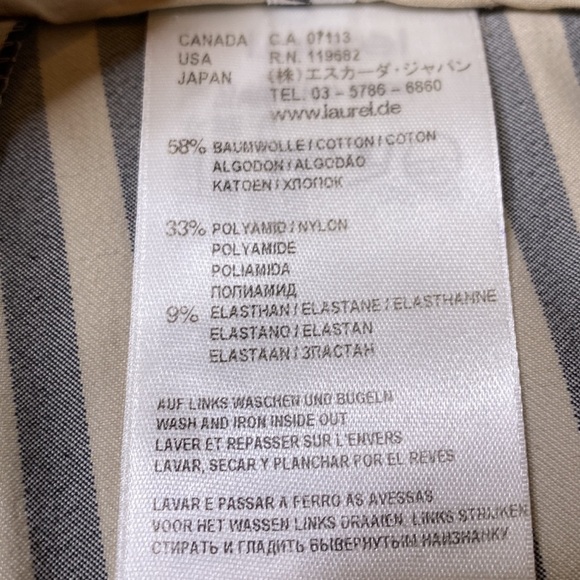 CANADA C.A. 07113
USA R.N. 119682
JAPAN (株)エスカーダ・ジャパン
TEL. 03 - 5786 - 6860
www.laurel.de
58% BAUMWOLLE / COTTON / COTON
ALGODON / ALGODÃO
KATOEN / ХЛОПОК
33% POLYAMID / NYLON
POLYAMIDE
POLIAMIDA
ПОПИАМИД
9% ELASTHAN / ELASTANE / ELASTHANNE
ELASTANO / ELASTAN
ELASTAAN / ЭПАСТАН
AUF LINKS WASCHEN UND BÜGELN
WASH AND IRON INSIDE OUT
LAVER ET REPASSER SUR L'ENVERS
LAVAR, SECAR Y PLANCHAR POR EL REVÉS
LAVAR E PASSAR A FERRO AS AVESSAS
VOOR HET WASSEN LINKS DRAAIEN, LINKS STRIJKEN
СТИРАТЬ И ГЛАДИТЬ БЫВЕРНУТЫМ НАИЗНАНКУ